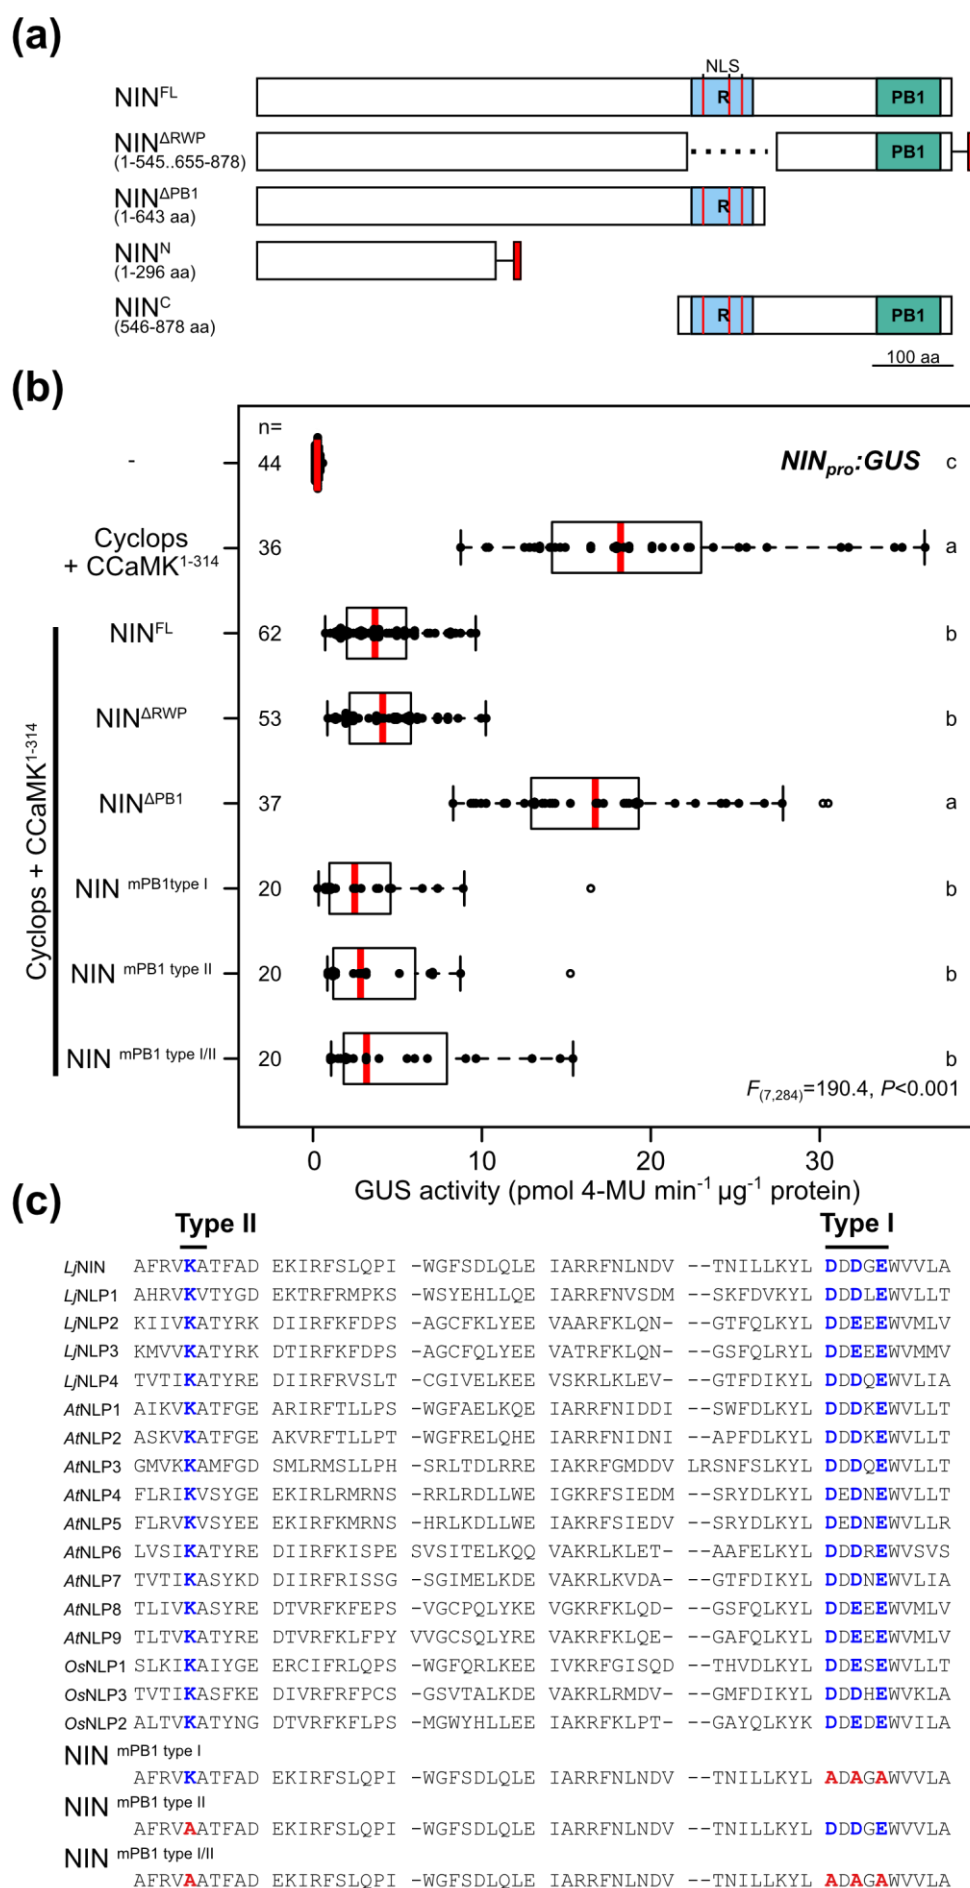 (a)
NLS
NIN^FL R PB1
NIN^ΔRWP
(1-545..655-878) PB1
NIN^ΔPB1
(1-643 aa) R
NIN^N
(1-296 aa)
NIN^C
(546-878 aa) R PB1
100 aa
(b)
n=
- 44 NIN_pro:GUS c
Cyclops
+ CCaMK^1-314 36 a
NIN^FL 62 b
NIN^ΔRWP 53 b
NIN^ΔPB1 37 a
NIN mPB1type I 20 b
NIN mPB1 type II 20 b
NIN mPB1 type I/II 20 b
Cyclops + CCaMK^1-314
F(7,284)=190.4, P<0.001
0 10 20 30
GUS activity (pmol 4-MU min^-1 µg^-1 protein)
(c)
Type II Type I
LjNIN AFRVKATFAD EKIRFSLQPI -WGFSDLQLE IARRFNLNDV --TNILLKYL DDDGEWVVLA
LjNLP1 AHRVKVTYGD EKTRFRMPKS -WSYEHLLQE IARRFNVSDM --SKFDVKYL DDDLEWVLLT
LjNLP2 KIIVKATYRK DIIRFKFDPS -AGCFKLYEE VAARFKLQN- --GTFQLKYL DDEEEWVMLV
LjNLP3 KMVVKATYRK DTIRFKFDPS -AGCFQLYEE VATRFKLQN- --GSFQLRYL DDEEEWVMMV
LjNLP4 TVTIKATYRE DIIRFRVSLT -CGIVELKEE VSKRLKLEV- --GTFDIKYL DDDQEWVLIA
AtNLP1 AIKVKATFGE ARIRFTLLPS -WGFAELKQE IARRFNIDDI --SWFDLKYL DDDKEWVLLT
AtNLP2 ASKVKATFGE AKVRFTLLPT -WGFRELQHE IARRFNIDNI --APFDLKYL DDDKEWVLLT
AtNLP3 GMVKKAMFGD SMLRMSLLPH -SRLTDLRRE IAKRFGMDDV LRSNFSLKYL DDDQEWVLLT
AtNLP4 FLRIKVSYGE EKIRLRMRNS -RRLRDLLWE IGKRFSIEDM --SRYDLKYL DEDNEWVLLT
AtNLP5 FLRVKVSYEE EKIRFKMRNS -HRLKDLLWE IAKRFSIEDV --SRYDLKYL DEDNEWVLLR
AtNLP6 LVSIKATYRE DIIRFKISPE SVSITELKQQ VAKRLKLET- --AAFELKYL DDDREWVSVS
AtNLP7 TVTIKASYKD DIIRFRISSG -SGIMELKDE VAKRLKVDA- --GTFDIKYL DDDNEWVLIA
AtNLP8 TLIVKASYRE DTVRFKFEPS -VGCPQLYKE VGKRFKLQD- --GSFQLKYL DDEEEWVMLV
AtNLP9 TLTVKATYRE DTVRFKLFPY VVGCSQLYRE VAKRFKLQE- --GAFQLKYL DDEEEWVMLV
OsNLP1 SLKIKAIYGE ERCIFRLQPS -WGFQRLKEE IVKRFGISQD --THVDLKYL DDESEWVLLT
OsNLP3 TVTIKASFKE DIVRFRFPCS -GSVTALKDE VAKRLRMDV- --GMFDIKYL DDDHEWVKLA
OsNLP2 ALTVKATYNG DTVRFKFLPS -MGWYHLLEE IAKRFKLPT- --GAYQLKYK DDEDEWVILA
NIN mPB1 type I
AFRVKATFAD EKIRFSLQPI -WGFSDLQLE IARRFNLNDV --TNILLKYL ADAGAWVVLA
NIN mPB1 type II
AFRVAATFAD EKIRFSLQPI -WGFSDLQLE IARRFNLNDV --TNILLKYL DDDGEWVVLA
NIN mPB1 type I/II
AFRVAATFAD EKIRFSLQPI -WGFSDLQLE IARRFNLNDV --TNILLKYL ADAGAWVVLA